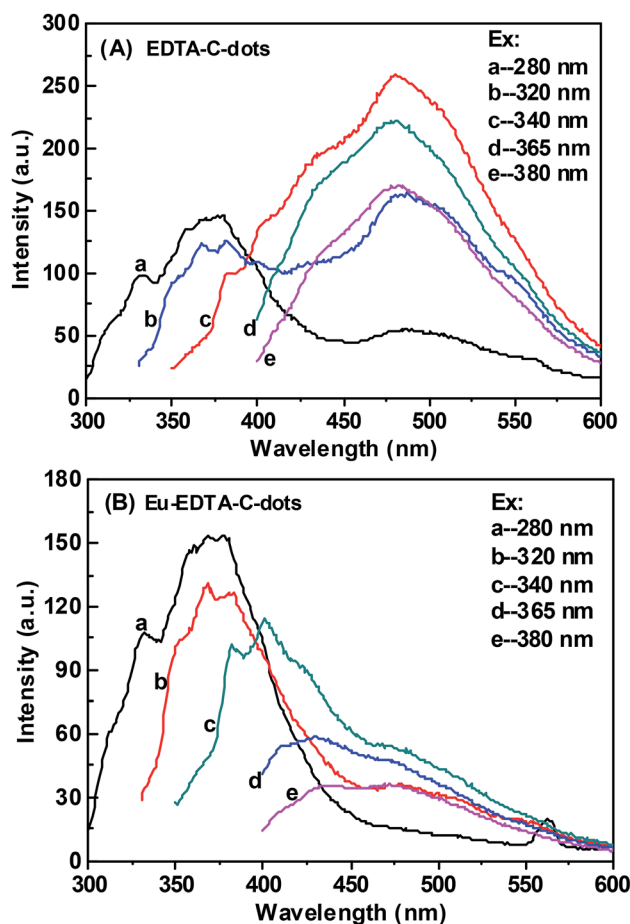 (A) EDTA-C-dots
Ex:
a--280 nm
b--320 nm
c--340 nm
d--365 nm
e--380 nm
300
250
200
150
100
50
0
Intensity (a.u.)
a
b
c
d
e
300 350 400 450 500 550 600
Wavelength (nm)
(B) Eu-EDTA-C-dots
Ex:
a--280 nm
b--320 nm
c--340 nm
d--365 nm
e--380 nm
180
150
120
90
60
30
0
Intensity (a.u.)
a
b
c
d
e
300 350 400 450 500 550 600
Wavelength (nm)